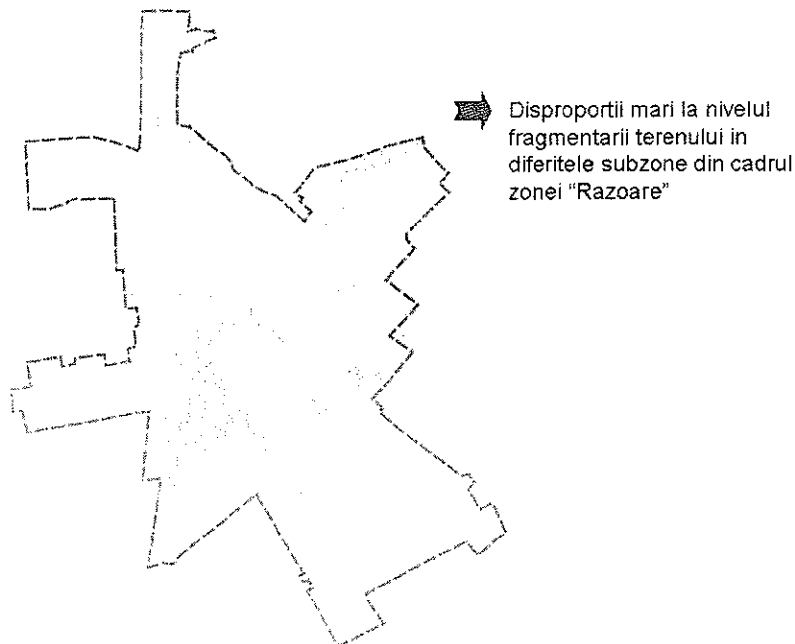 Disproportii mari la nivelul
fragmentarii terenului in
diferitele subzone din cadrul
zonei "Razoare"